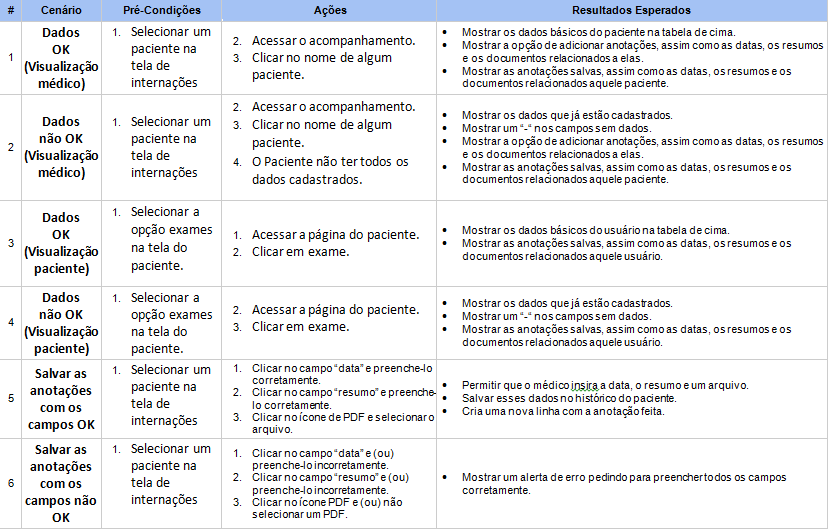 # Cenário Pré-Condições Ações Resultados Esperados
1
Dados
OK
(Visualização
médico)
1. Selecionar um
paciente na
tela de
internações
2. Acessar o acompanhamento.
3. Clicar no nome de algum
paciente.
• Mostrar os dados básicos do paciente na tabela de cima.
• Mostrar a opção de adicionar anotações, assim como as datas, os resumos
e os documentos relacionados a elas.
• Mostrar as anotações salvas, assim como as datas, os resumos e os
documentos relacionados aquele paciente.
2
Dados
não OK
(Visualização
médico)
1. Selecionar um
paciente na
tela de
internações
2. Acessar o acompanhamento.
3. Clicar no nome de algum
paciente.
4. O Paciente não ter todos os
dados cadastrados.
• Mostrar os dados que já estão cadastrados.
• Mostrar um “-“ nos campos sem dados.
• Mostrar a opção de adicionar anotações, assim como as datas, os resumos
e os documentos relacionados a elas.
• Mostrar as anotações salvas, assim como as datas, os resumos e os
documentos relacionados aquele paciente.
3
Dados
OK
(Visualização
paciente)
1. Selecionar a
opção exames
na tela do
paciente.
1. Acessar a página do paciente.
2. Clicar em exame.
• Mostrar os dados básicos do usuário na tabela de cima.
• Mostrar as anotações salvas, assim como as datas, os resumos e os
documentos relacionados aquele usuário.
4
Dados
não OK
(Visualização
paciente)
1. Selecionar a
opção exames
na tela do
paciente.
2. Acessar a página do paciente.
3. Clicar em exame.
• Mostrar os dados que já estão cadastrados.
• Mostrar um “-“ nos campos sem dados.
• Mostrar as anotações salvas, assim como as datas, os resumos e os
documentos relacionados aquele usuário.
5
Salvar as
anotações
com os
campos OK
1. Selecionar um
paciente na
tela de
internações
1. Clicar no campo “data” e preenche-lo
corretamente.
2. Clicar no campo “resumo” e preenche-
lo corretamente.
3. Clicar no ícone de PDF e selecionar o
arquivo.
• Permitir que o médico insira a data, o resumo e um arquivo.
• Salvar esses dados no histórico do paciente.
• Cria uma nova linha com a anotação feita.
6
Salvar as
anotações
com os
campos não
OK
1. Selecionar um
paciente na
tela de
internações
1. Clicar no campo “data” e (ou)
preenche-lo incorretamente.
2. Clicar no campo “resumo” e (ou)
preenche-lo incorretamente.
3. Clicar no ícone PDF e (ou) não
selecionar um PDF.
• Mostrar um alerta de erro pedindo para preencher todos os campos
corretamente.